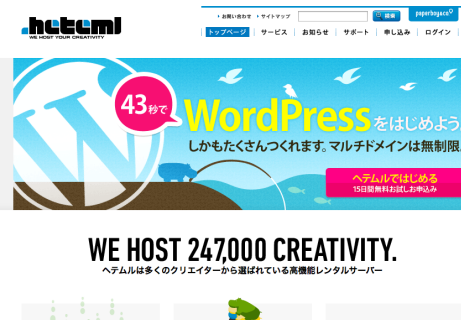 お問い合わせ サイトマップ 検索 paperboy&co.
.heteml
WE HOST YOUR CREATIVITY
トップページ サービス お知らせ サポート 申し込み ログイン
43秒で
WordPressをはじめよう
しかもたくさんつくれます。マルチドメインは無制限
ヘテムルではじめる
15日間無料お試しお申込み
WE HOST 247,000 CREATIVITY.
ヘテムルは多くのクリエイターから選ばれている高機能レンタルサーバー